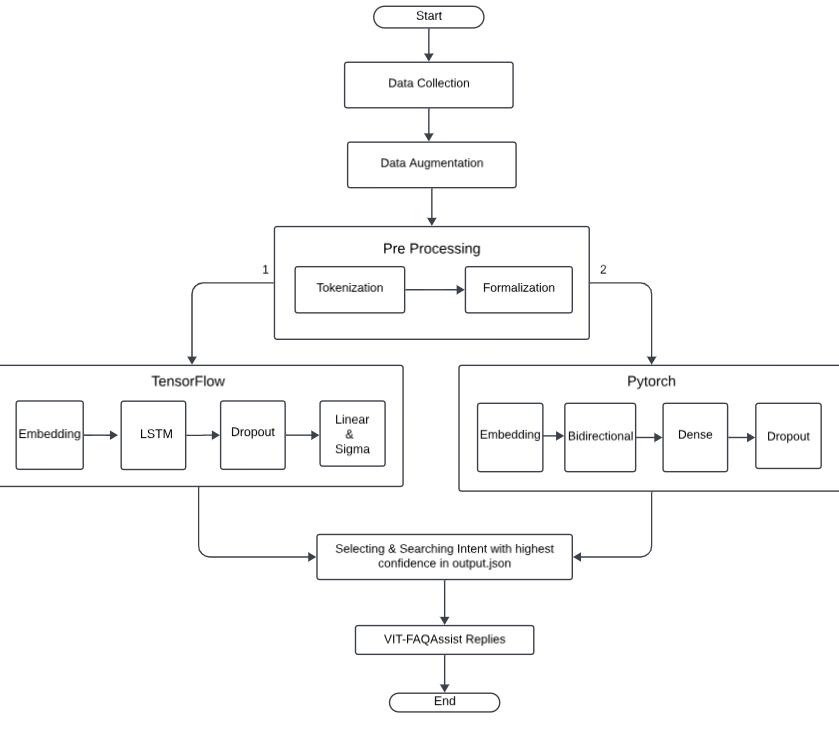 Start
Data Collection
Data Augmentation
Pre Processing
1
2
Tokenization
Formalization
TensorFlow
Embedding
LSTM
Dropout
Linear
&
Sigma
Pytorch
Embedding
Bidirectional
Dense
Dropout
Selecting & Searching Intent with highest
confidence in output.json
VIT-FAQAssist Replies
End